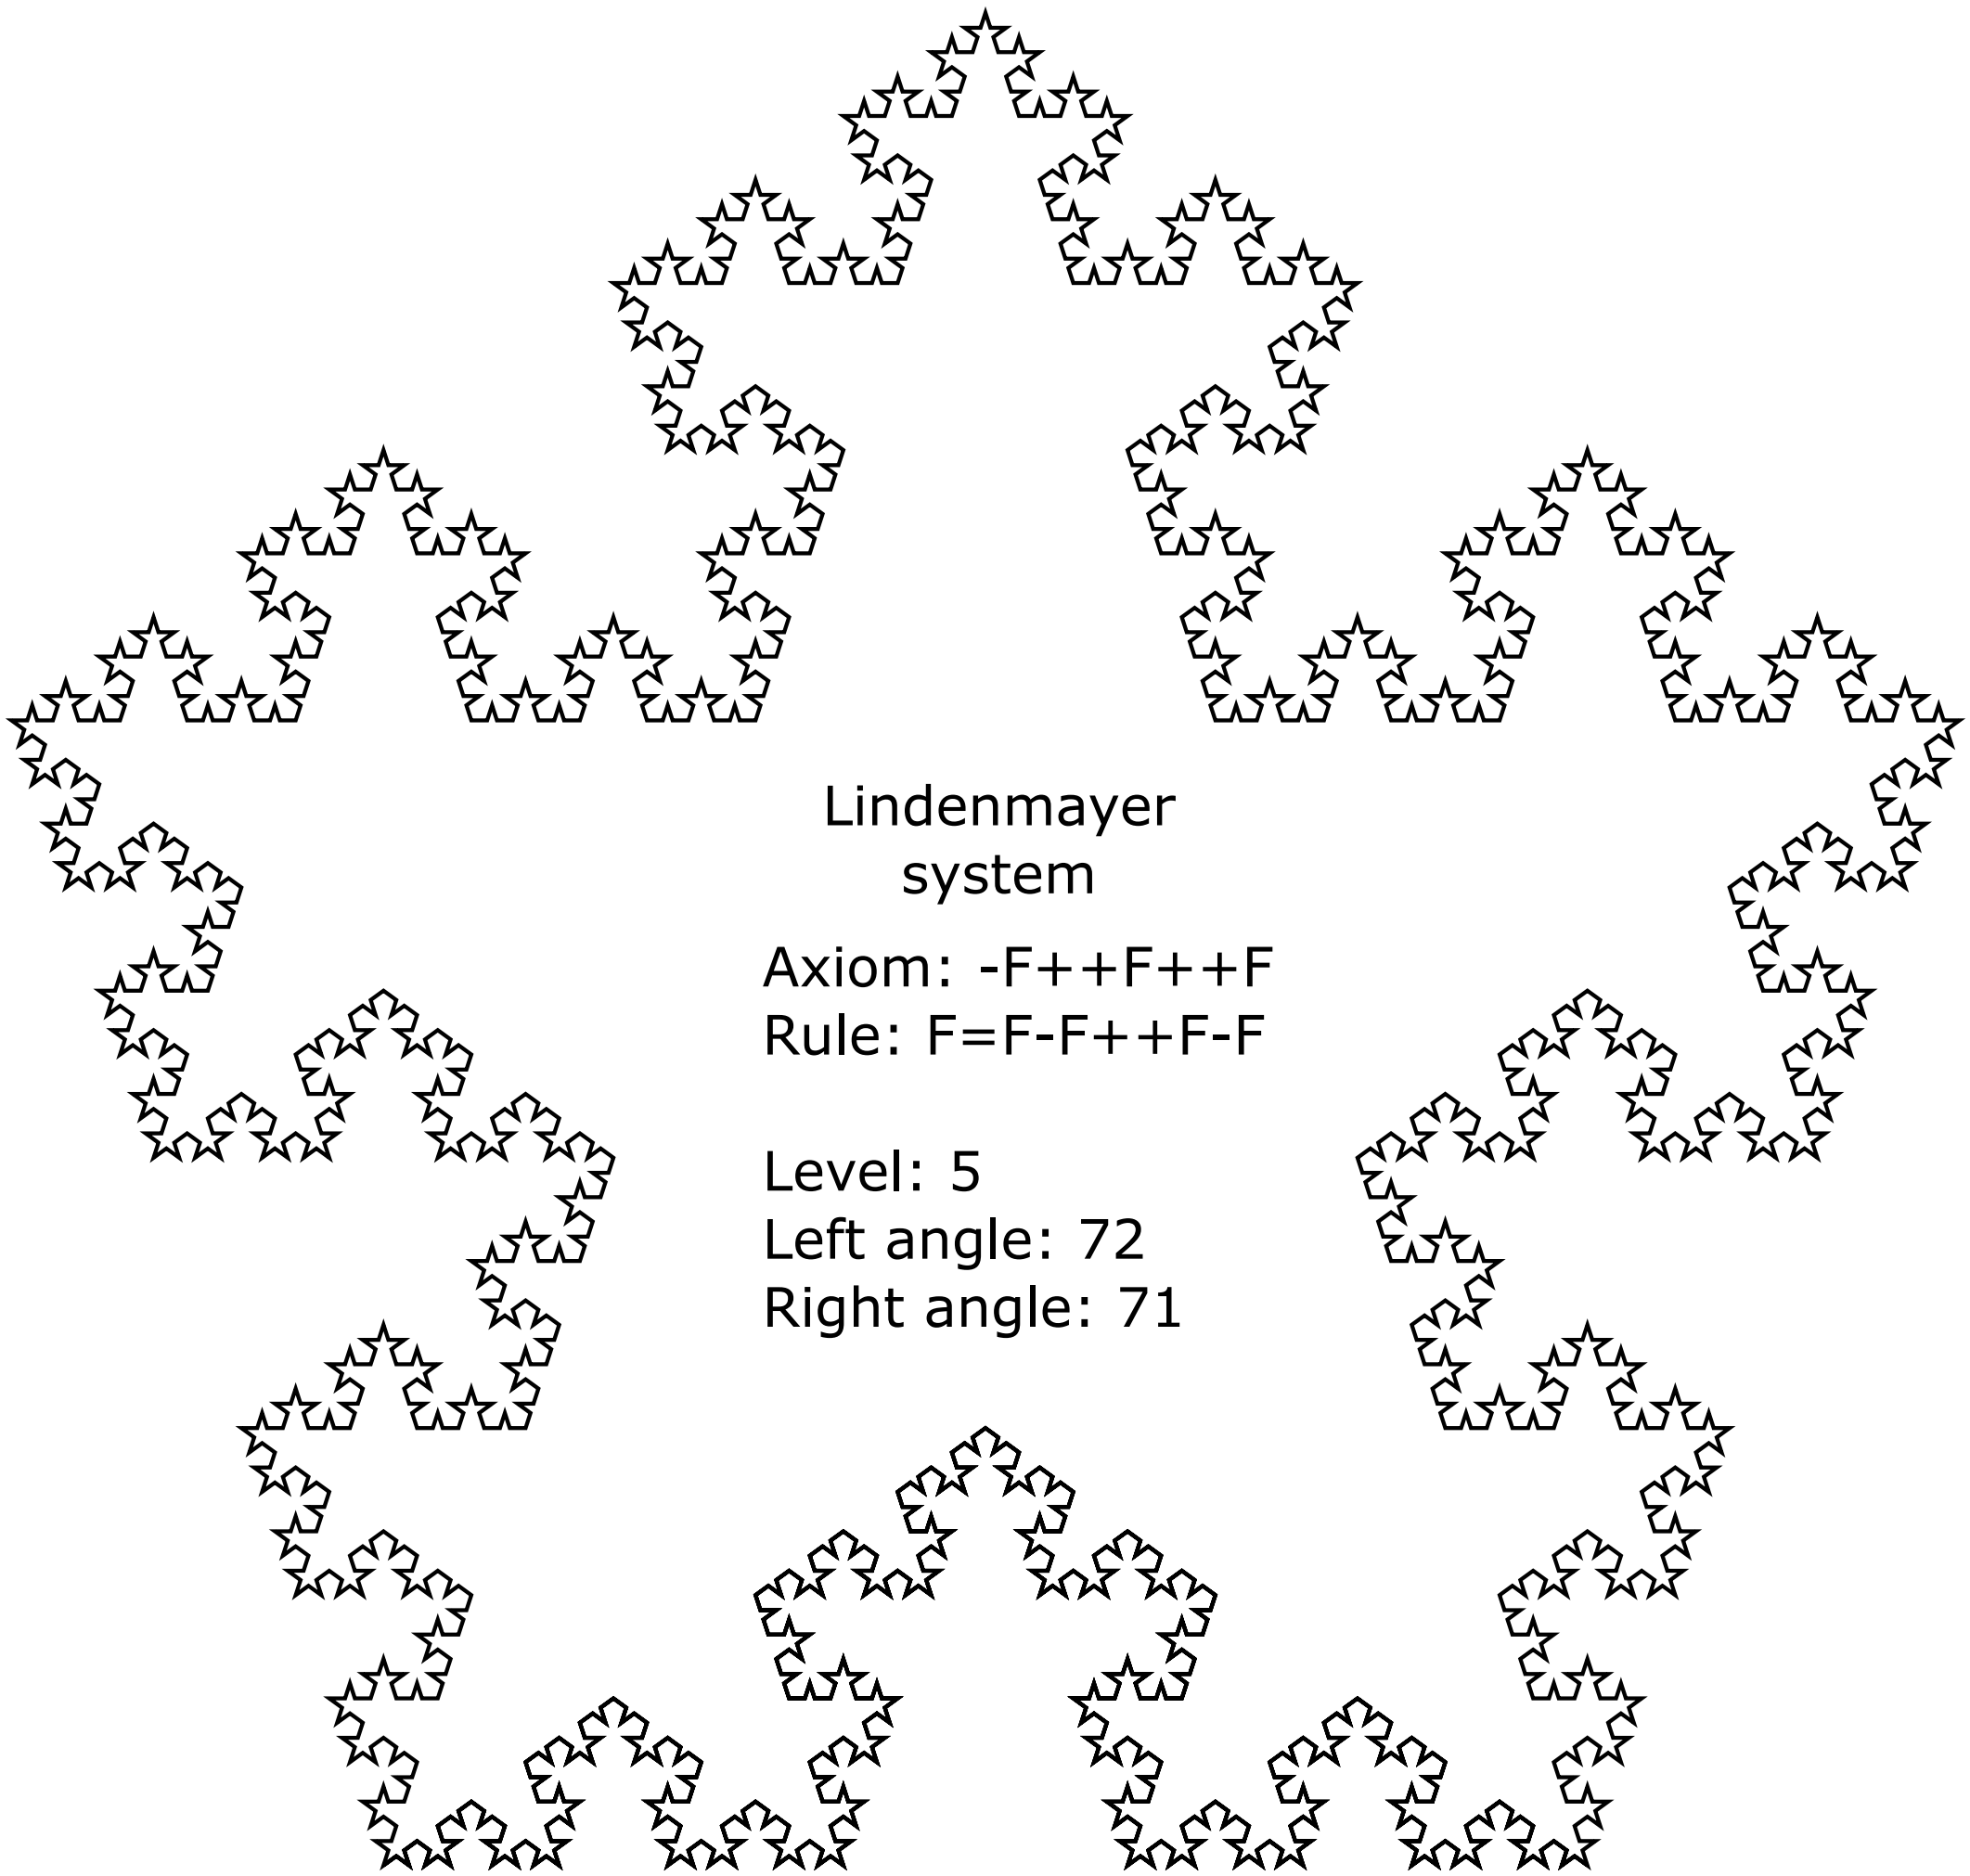 Lindenmayer
system
Axiom: -F++F++F
Rule: F=F-F++F-F
Level: 5
Left angle: 72
Right angle: 71